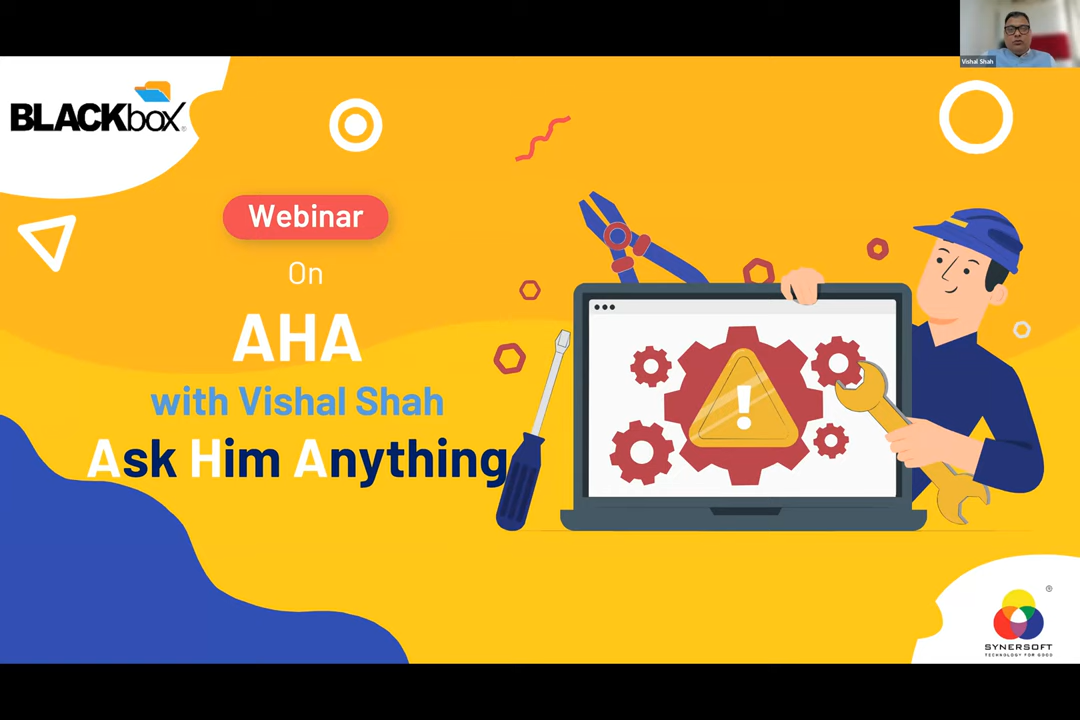 Vishal Shah
BLACKbox®
Webinar
On
AHA
with Vishal Shah
Ask Him Anything
!
®
SYNERSOFT
TECHNOLOGY FOR GOOD